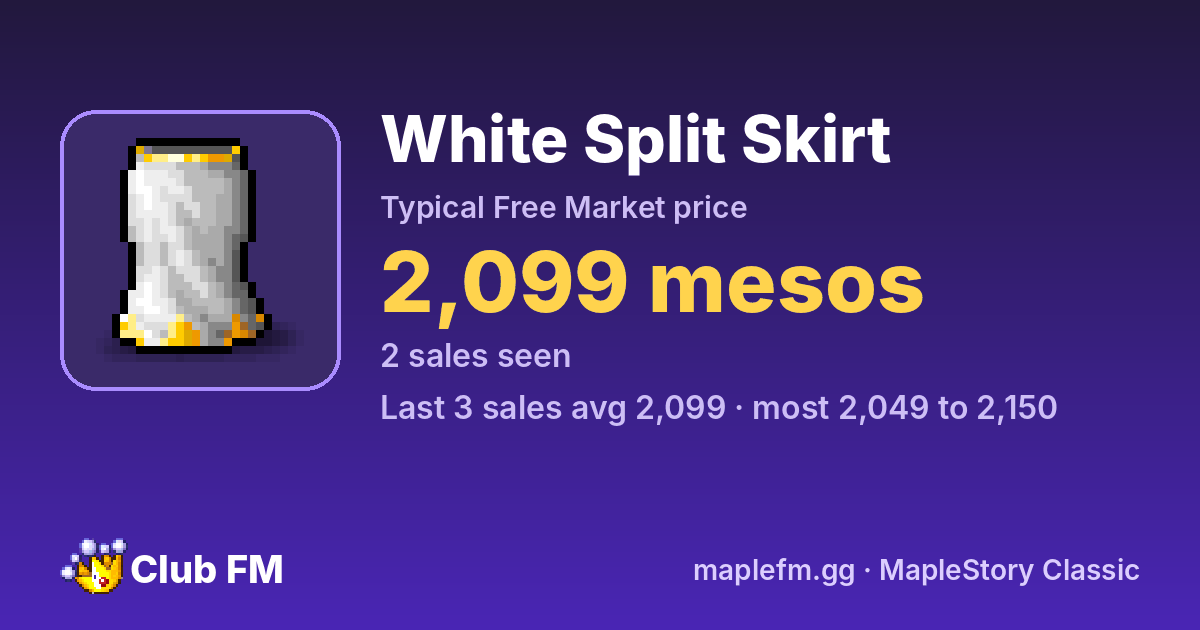 White Split Skirt
Typical Free Market price
2,099 mesos
2 sales seen
Last 3 sales avg 2,099 · most 2,049 to 2,150
Club FM
maplefm.gg · MapleStory Classic